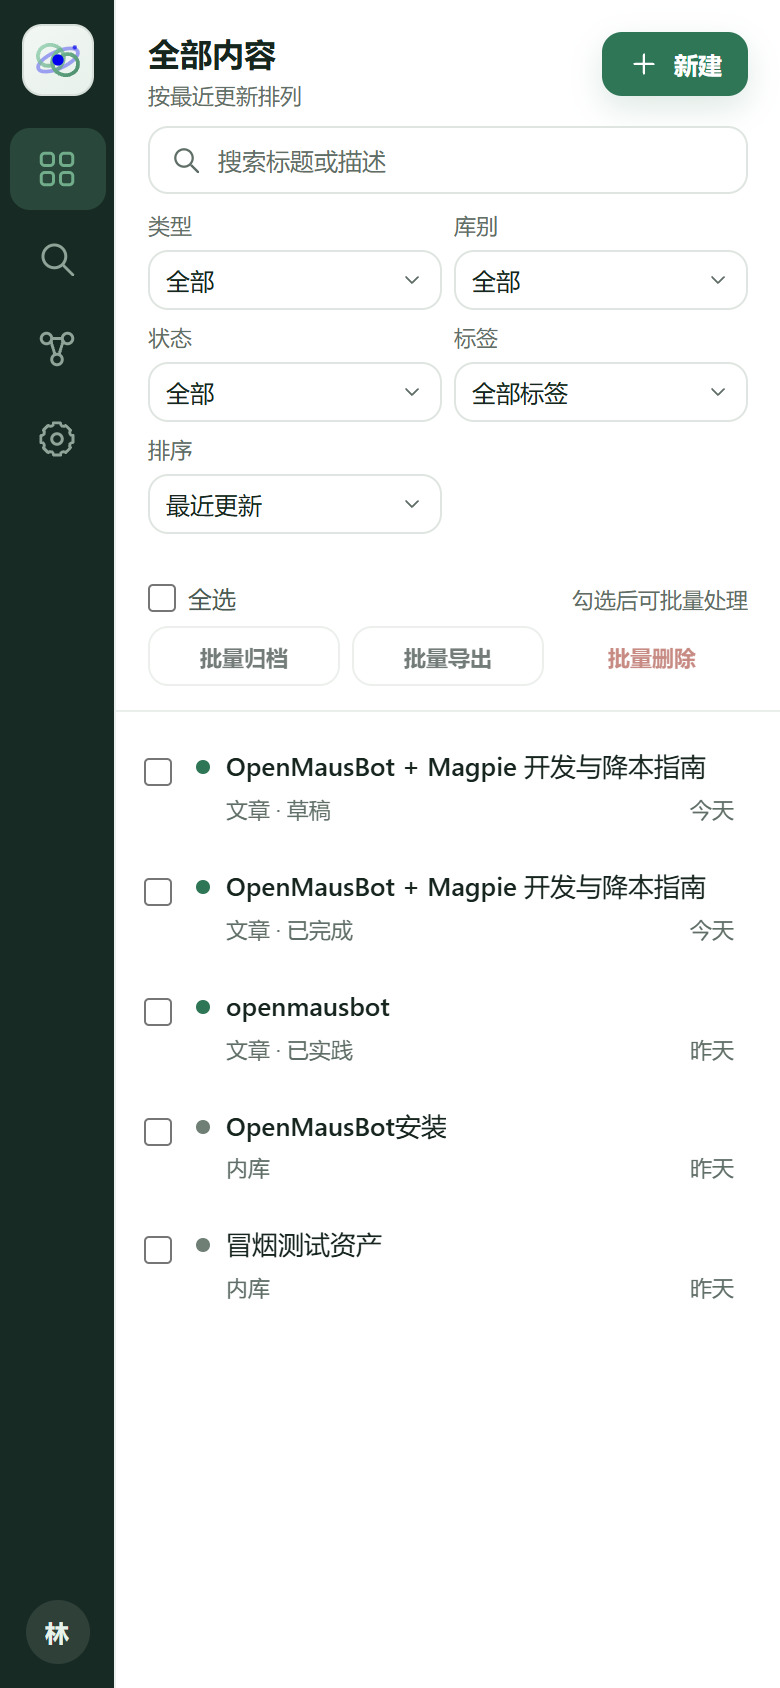 全部内容
新建
按最近更新排列
搜索标题或描述
类型
库别
全部
全部
状态
标签
全部
全部标签
排序
最近更新
全选
勾选后可批量处理
批量归档
批量导出
批量删除
OpenMausBot + Magpie 开发与降本指南
文章 · 草稿
今天
OpenMausBot + Magpie 开发与降本指南
文章 · 已完成
今天
openmausbot
文章 · 已实践
昨天
OpenMausBot安装
内库
昨天
冒烟测试资产
内库
昨天
林